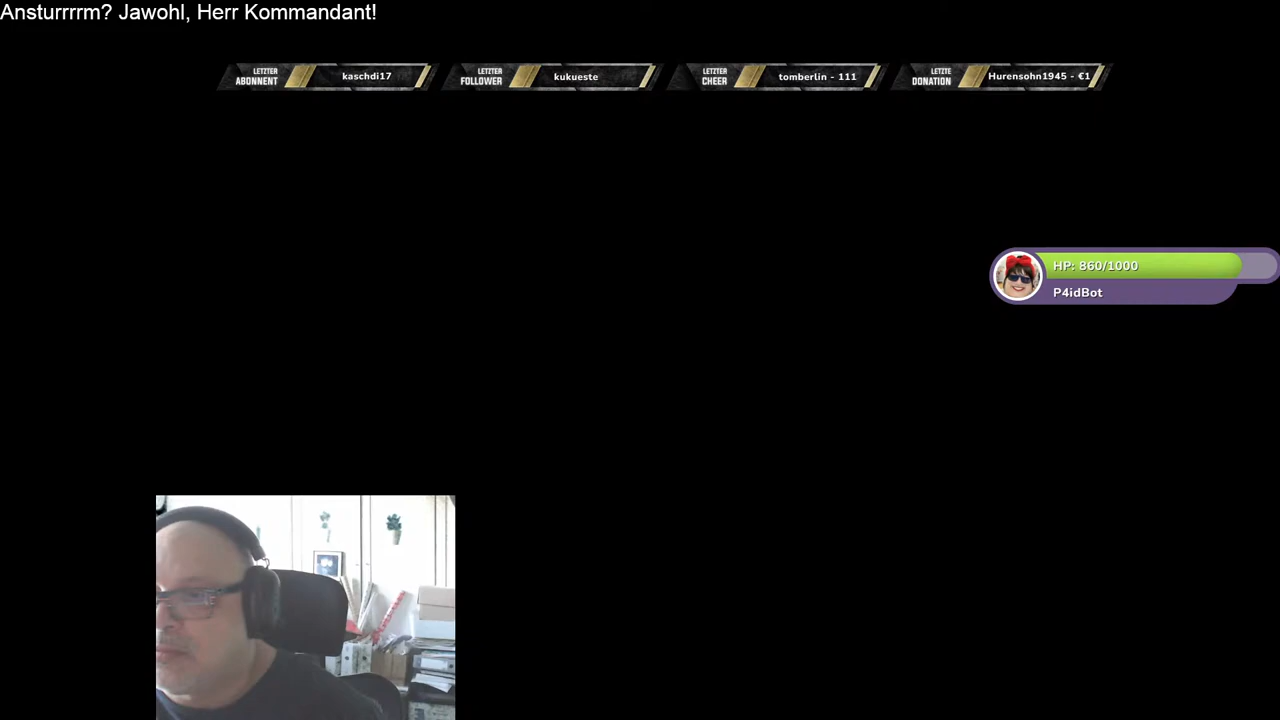 Ansturrrrm? Jawohl, Herr Kommandant!
LETZTER
ABONNENT
kaschdi17
LETZTER
FOLLOWER
kukueste
LETZTER
CHEER
tomberlin - 111
LETZTE
DONATION
Hurensohn1945 - €1
HP: 860/1000
P4idBot